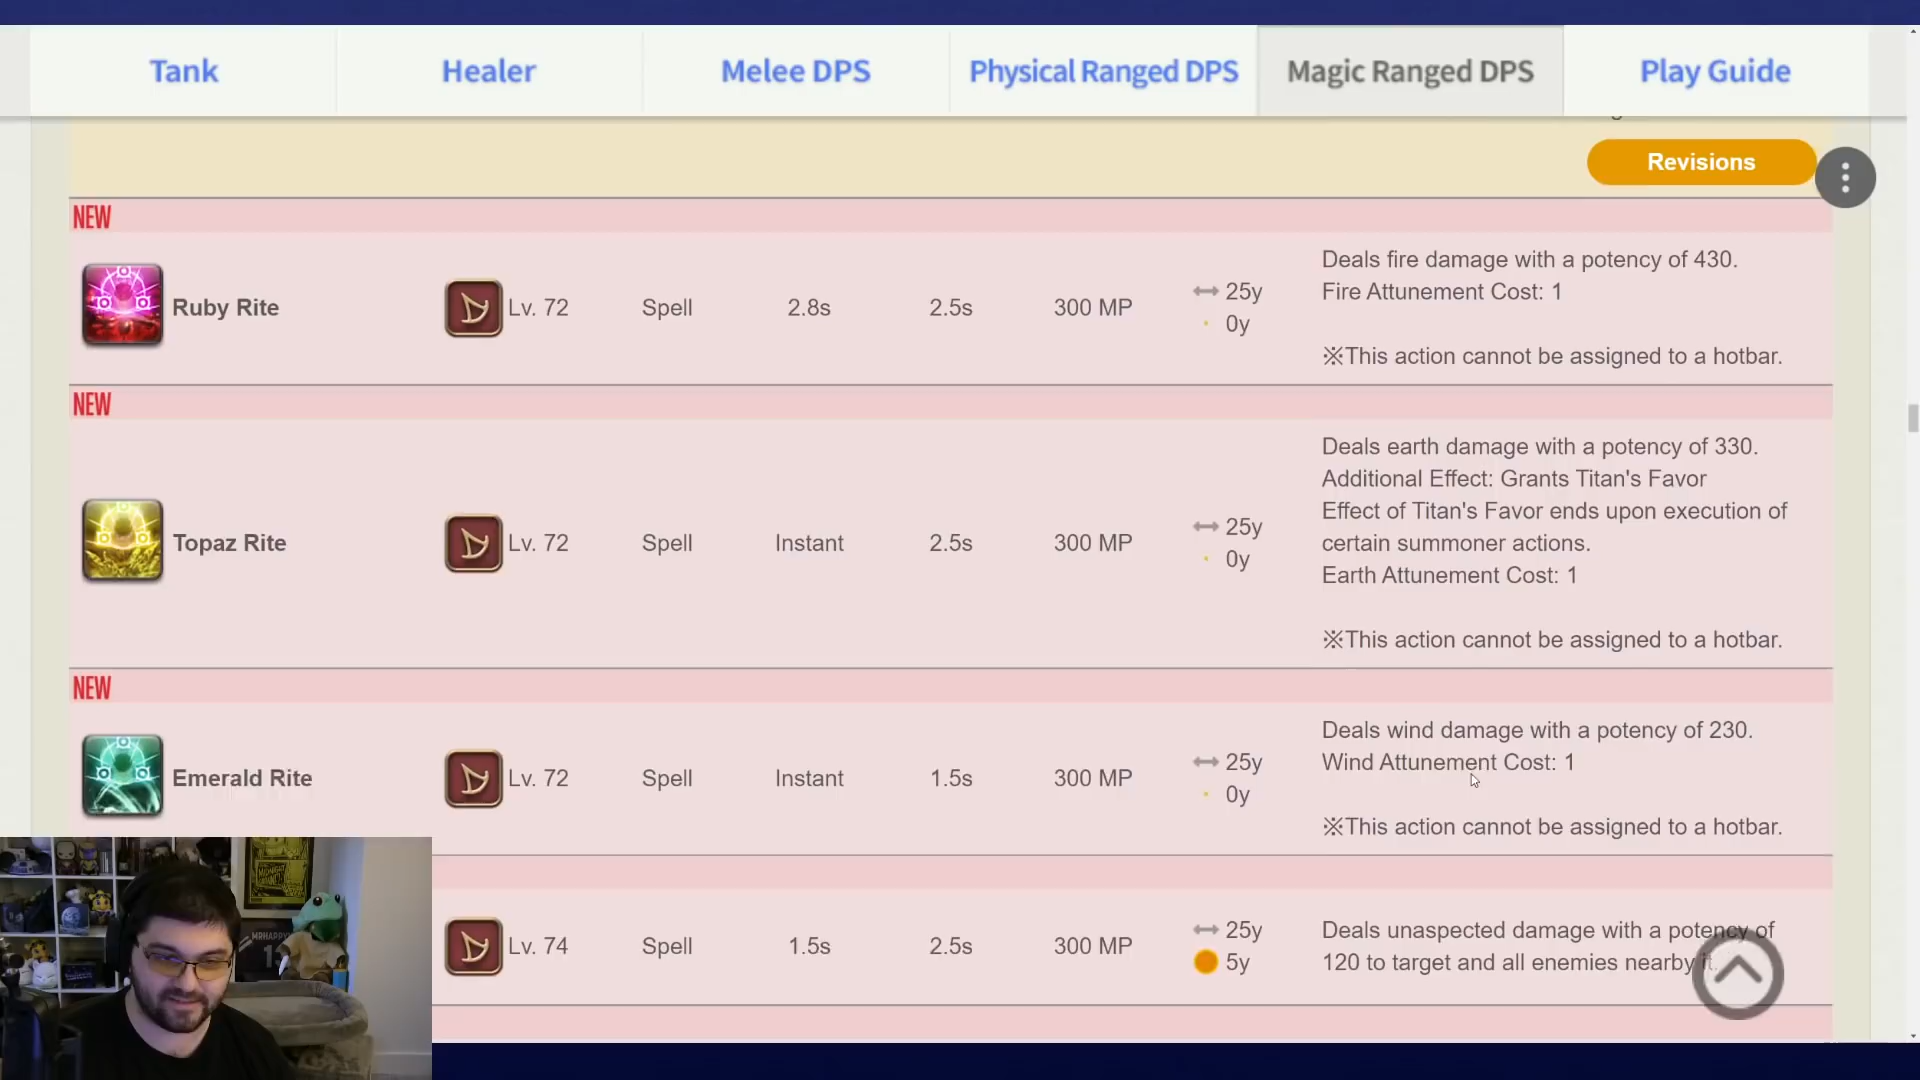 Tank
Healer
Melee DPS
Physical Ranged DPS
Magic Ranged DPS
Play Guide
Revisions
NEW
Ruby Rite
Lv. 72
Spell
2.8s
2.5s
300 MP
25y
0y
Deals fire damage with a potency of 430.
Fire Attunement Cost: 1
※This action cannot be assigned to a hotbar.
NEW
Topaz Rite
Lv. 72
Spell
Instant
2.5s
300 MP
25y
0y
Deals earth damage with a potency of 330.
Additional Effect: Grants Titan's Favor
Effect of Titan's Favor ends upon execution of
certain summoner actions.
Earth Attunement Cost: 1
※This action cannot be assigned to a hotbar.
NEW
Emerald Rite
Lv. 72
Spell
Instant
1.5s
300 MP
25y
0y
Deals wind damage with a potency of 230.
Wind Attunement Cost: 1
※This action cannot be assigned to a hotbar.
Lv. 74
Spell
1.5s
2.5s
300 MP
25y
5y
Deals unaspected damage with a potency of
120 to target and all enemies nearby it.
MRHAPPY